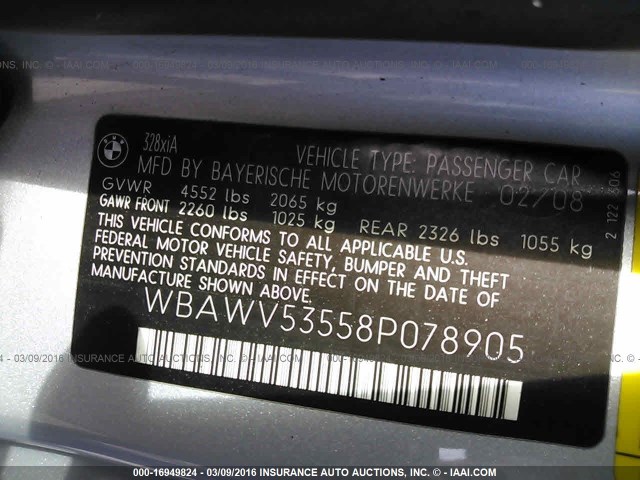 BMW
328xiA
VEHICLE TYPE: PASSENGER CAR
MFD BY BAYERISCHE MOTORENWERKE 02/08
GVWR 4552 lbs 2065 kg
GAWR FRONT 2260 lbs 1025 kg REAR 2326 lbs 1055 kg
THIS VEHICLE CONFORMS TO ALL APPLICABLE U.S.
FEDERAL MOTOR VEHICLE SAFETY, BUMPER AND THEFT
PREVENTION STANDARDS IN EFFECT ON THE DATE OF
MANUFACTURE SHOWN ABOVE.
WBAWV53558P078905
2 122 806
000-16949824 - 03/09/2016 INSURANCE AUTO AUCTIONS, INC. - © IAAI.COM